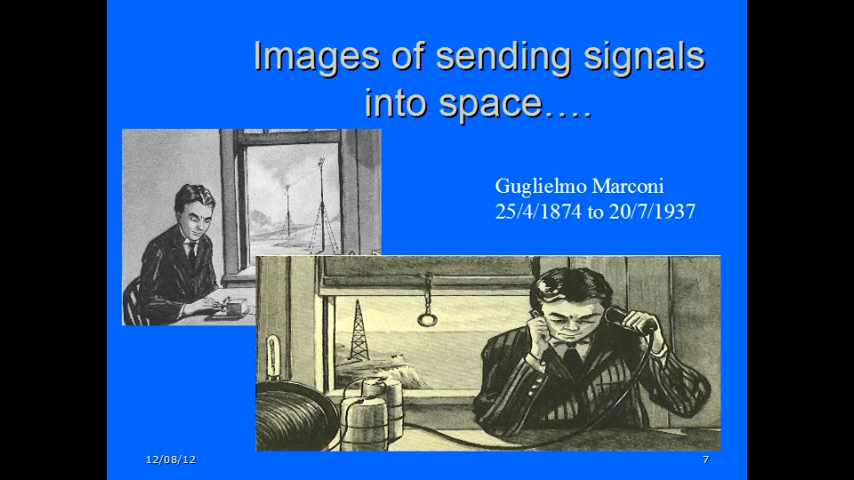 Images of sending signals
into space….
Guglielmo Marconi
25/4/1874 to 20/7/1937
12/08/12
7